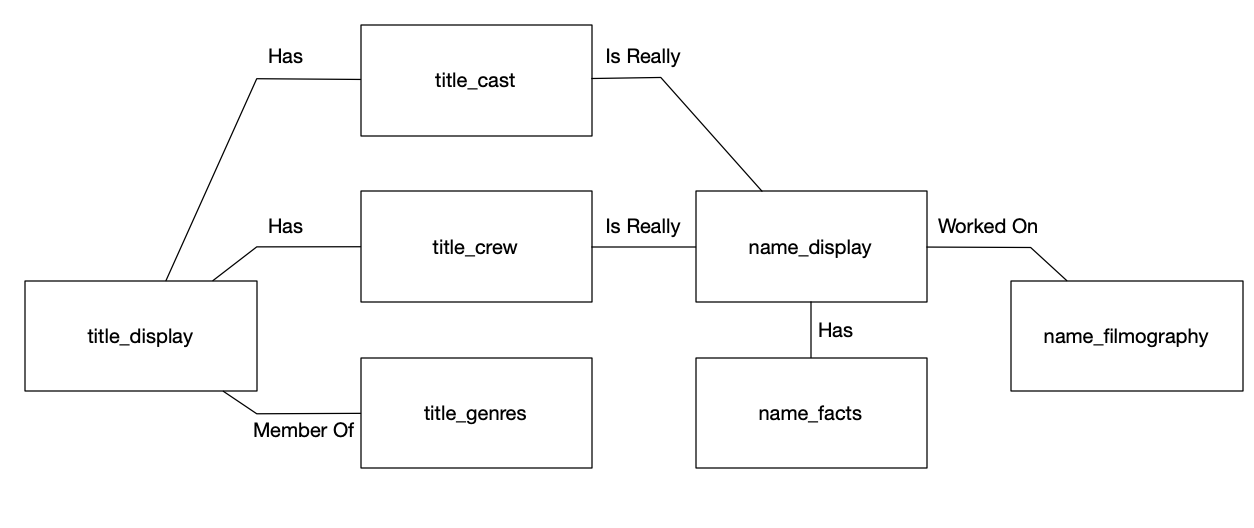 Has
title_cast
Is Really
Has
title_crew
Is Really
name_display
Worked On
title_display
Has
name_filmography
Member Of
title_genres
name_facts